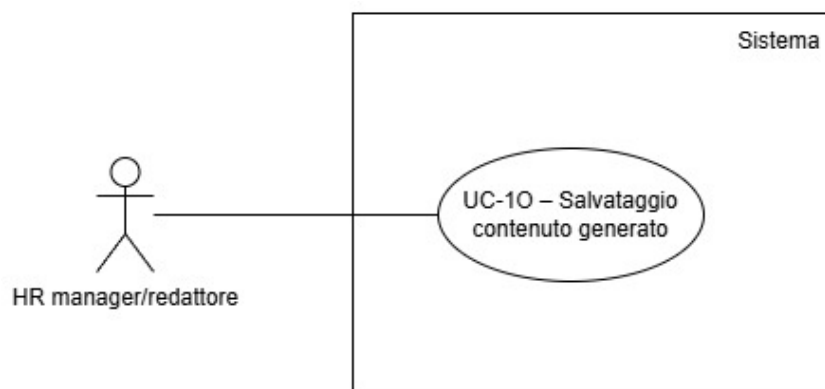 Sistema
UC-1O – Salvataggio
contenuto generato
HR manager/redattore